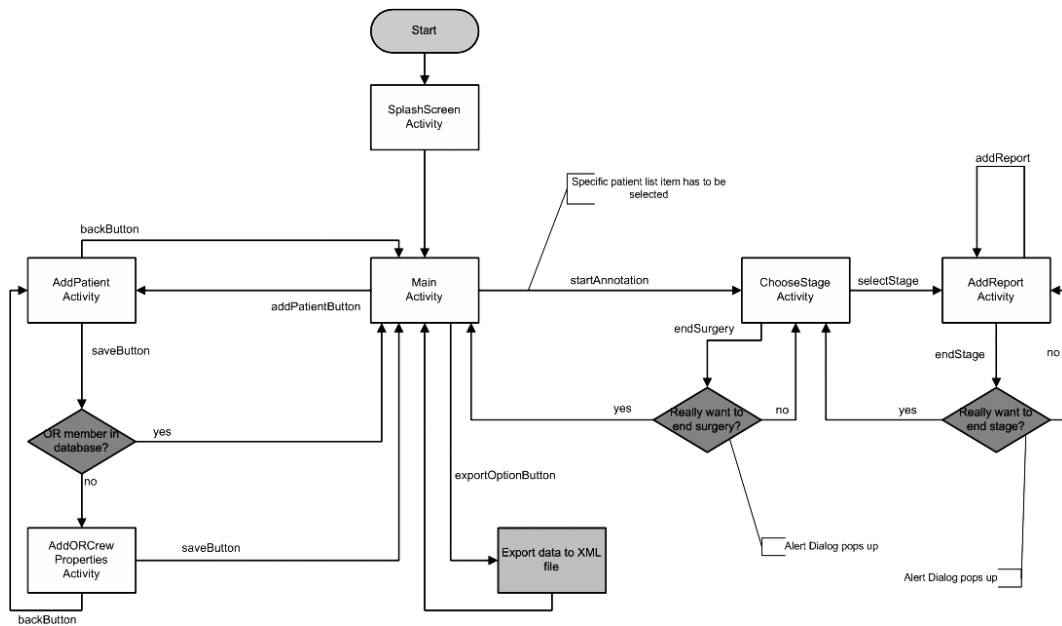 Start
SplashScreen
Activity
addReport
Specific patient list item has to be
selected
backButton
AddPatient
Activity
Main
Activity
startAnnotation
ChooseStage
Activity
selectStage
AddReport
Activity
addPatientButton
saveButton
endSurgery
endStage
no
OR member in
database?
yes
yes
Really want to
end surgery?
no
yes
Really want to
end stage?
no
exportOptionButton
AddORCrew
Properties
Activity
saveButton
Export data to XML
file
Alert Dialog pops up
Alert Dialog pops up
backButton